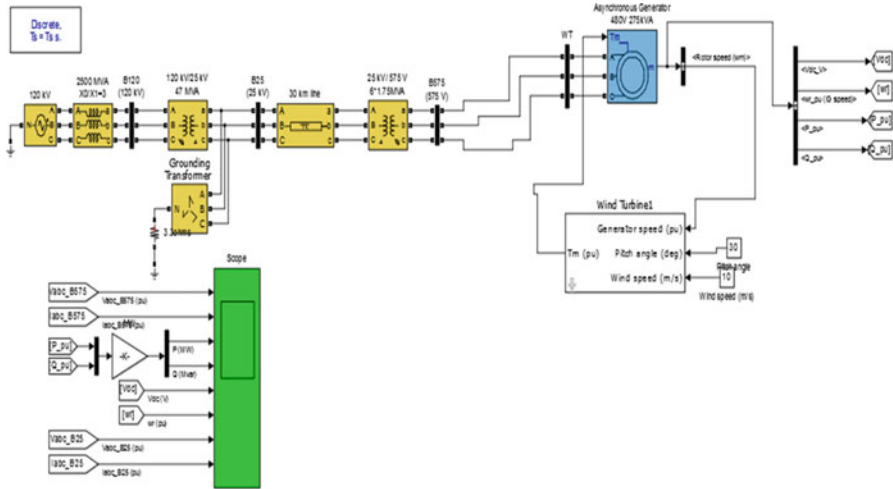 Discrete,
Ts = Ts s.
120 kV
2500 MVA
X0/X1=3
B120
(120 kV)
120 kV/25 kV
47 MVA
B25
(25 kV)
30 km line
25 kV/575 V
6*1.75MVA
B575
(575 V)
WT
Asynchronous Generator
480V 275kVA
Tm
m
<Rotor speed (wm)>
<Vdc_V>
<wr_pu (G speed)>
<P_pu>
<Q_pu>
[Vdc]
[wr]
[P_pu]
[Q_pu]
N
A
B
C
a
b
c
Grounding
Transformer
N
A
B
C
Wind Turbine1
Generator speed (pu)
Tm (pu)
Pitch angle (deg)
Wind speed (m/s)
30
Pitch angle
10
Wind speed (m/s)
Scope
Vabc_B575
Vabc_B575 (pu)
Iabc_B575
Iabc_B575 (pu)
[P_pu]
[Q_pu]
-K-
P (MW)
Q (Mvar)
[Vdc]
Vdc (V)
[wr]
wr (pu)
Vabc_B25
Vabc_B25 (pu)
Iabc_B25
Iabc_B25 (pu)